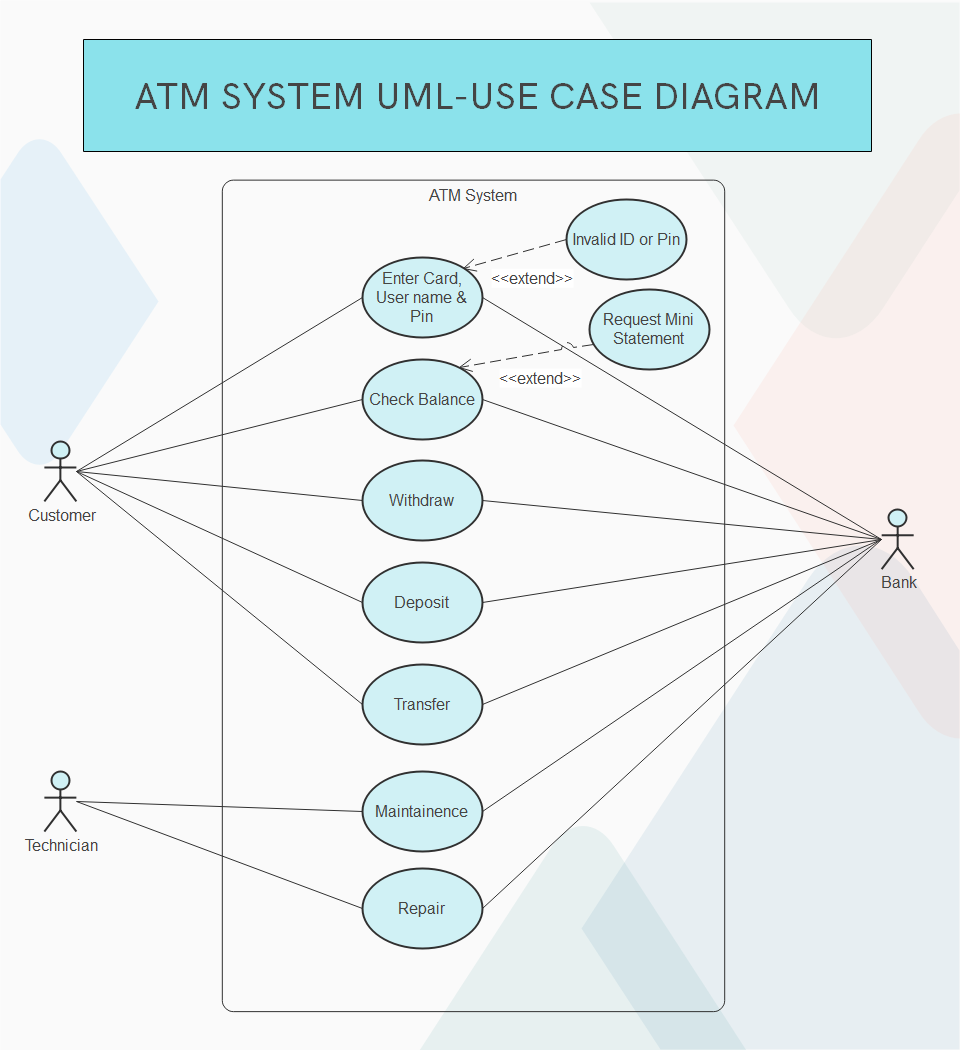 ATM SYSTEM UML-USE CASE DIAGRAM
ATM System
Invalid ID or Pin
Enter Card,
User name &
Pin
<<extend>>
Request Mini
Statement
<<extend>>
Check Balance
Customer
Withdraw
Bank
Deposit
Transfer
Technician
Maintainence
Repair